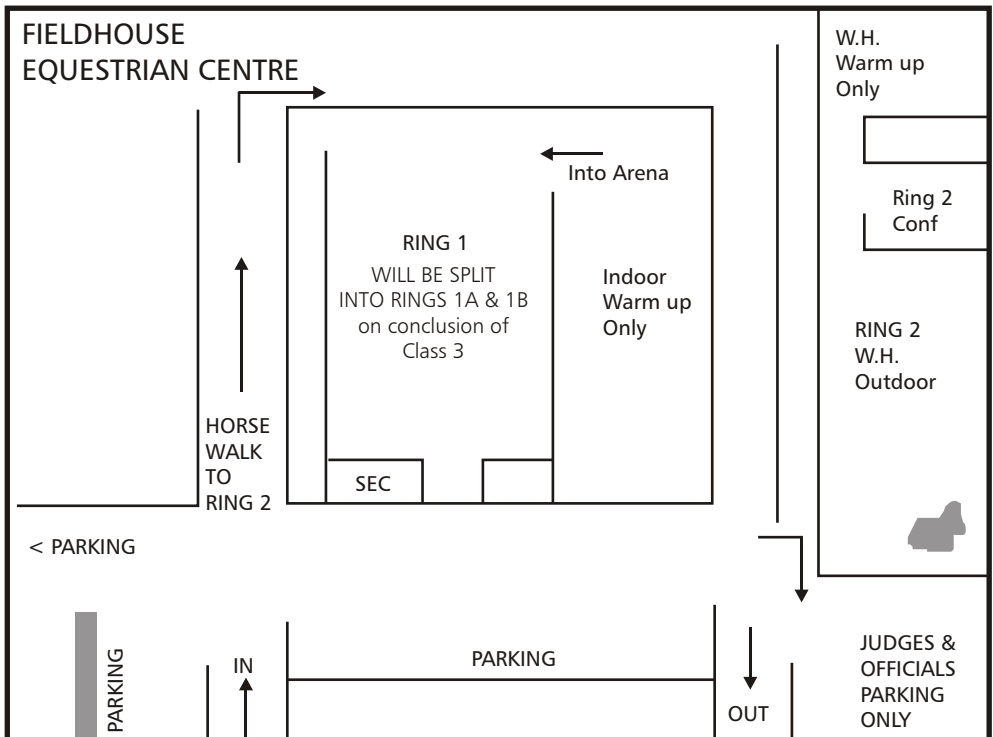 FIELDHOUSE
EQUESTRIAN CENTRE
W.H.
Warm up
Only
Into Arena
Ring 2
Conf
RING 1
WILL BE SPLIT
INTO RINGS 1A & 1B
on conclusion of
Class 3
Indoor
Warm up
Only
RING 2
W.H.
Outdoor
HORSE
WALK
TO
RING 2
SEC
< PARKING
PARKING
IN
PARKING
OUT
JUDGES &
OFFICIALS
PARKING
ONLY